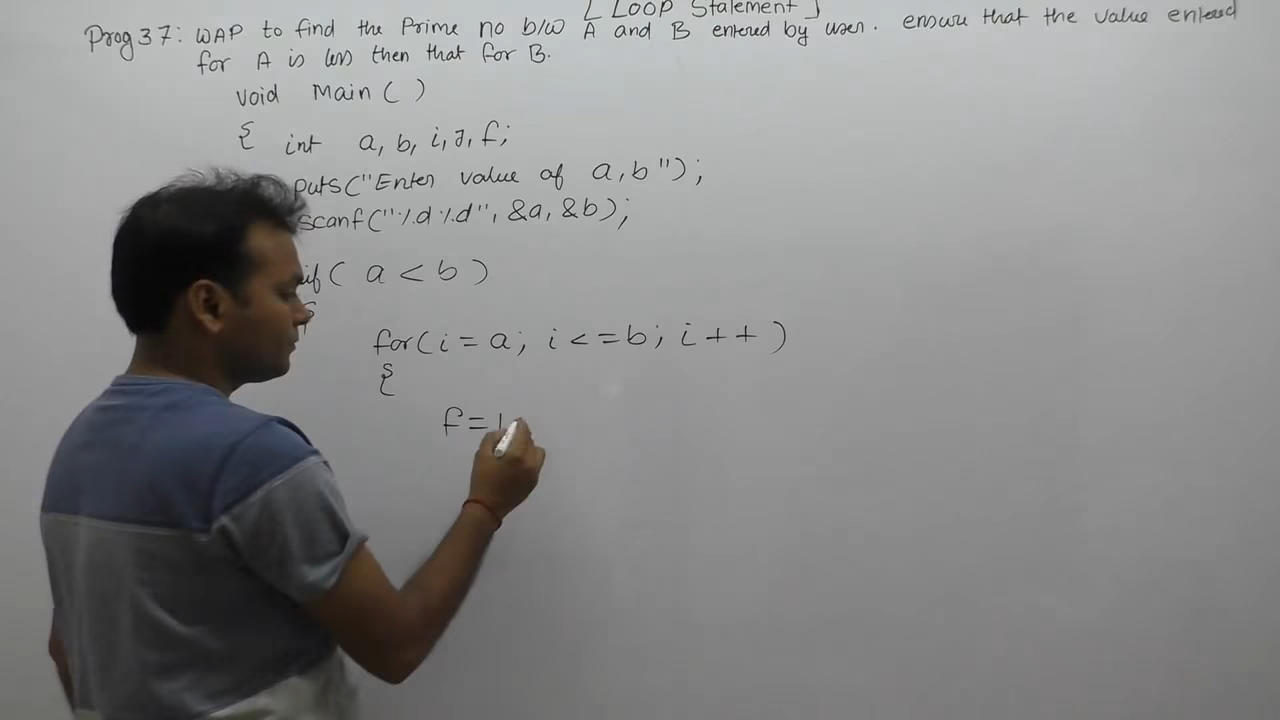 [ LOOP Statement ]
Prog 37: WAP to find the Prime no b/w A and B entered by user. ensure that the value entered
for A is less then that for B.
void Main( )
{ int a, b, i, J, f;
puts("Enter value of a,b");
scanf("%d%d", &a, &b);
if( a < b )
{
for(i = a; i <= b; i + + )
{
f=1